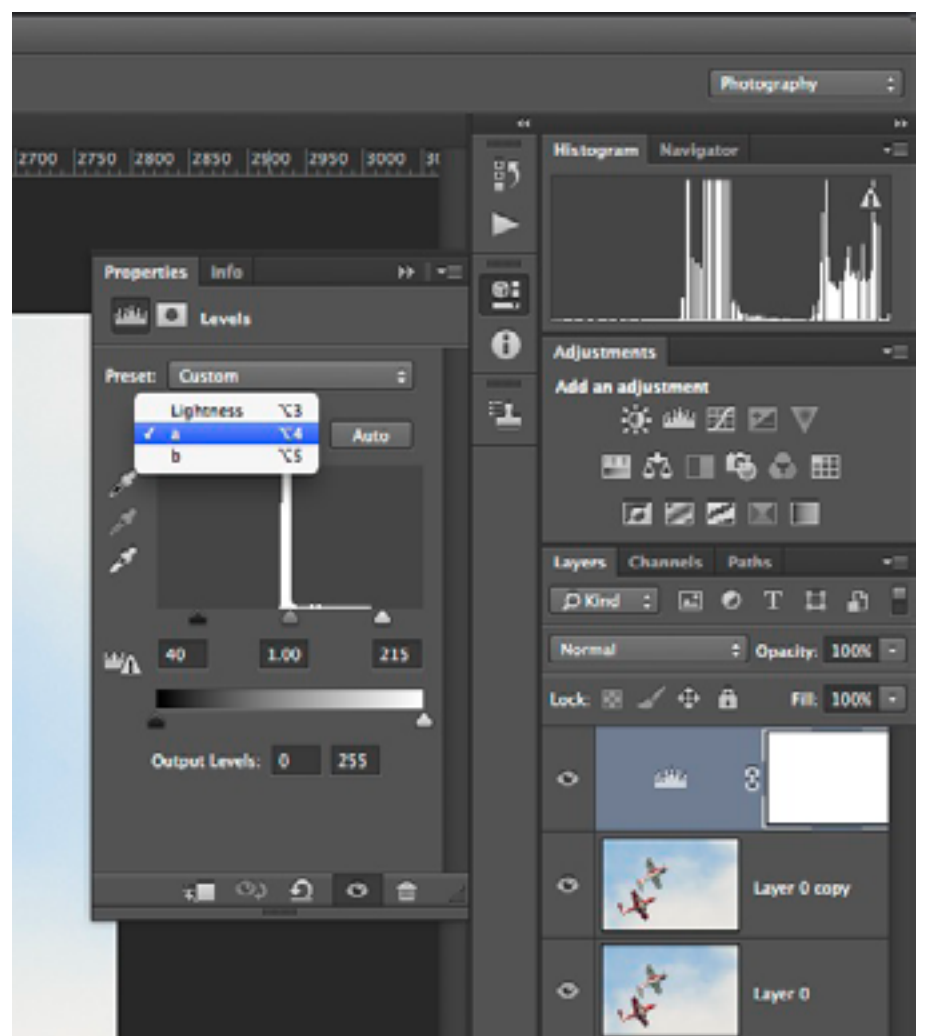 Photography
2700 2750 2800 2850 2900 2950 3000 31
Histogram Navigator
Properties Info
Levels
Preset: Custom
Lightness ⌥3
✓ a ⌥4
b ⌥5
Auto
40 1.00 215
Output Levels: 0 255
Adjustments
Add an adjustment
Layers Channels Paths
Kind
Normal Opacity: 100%
Lock: Fill: 100%
Layer 0 copy
Layer 0